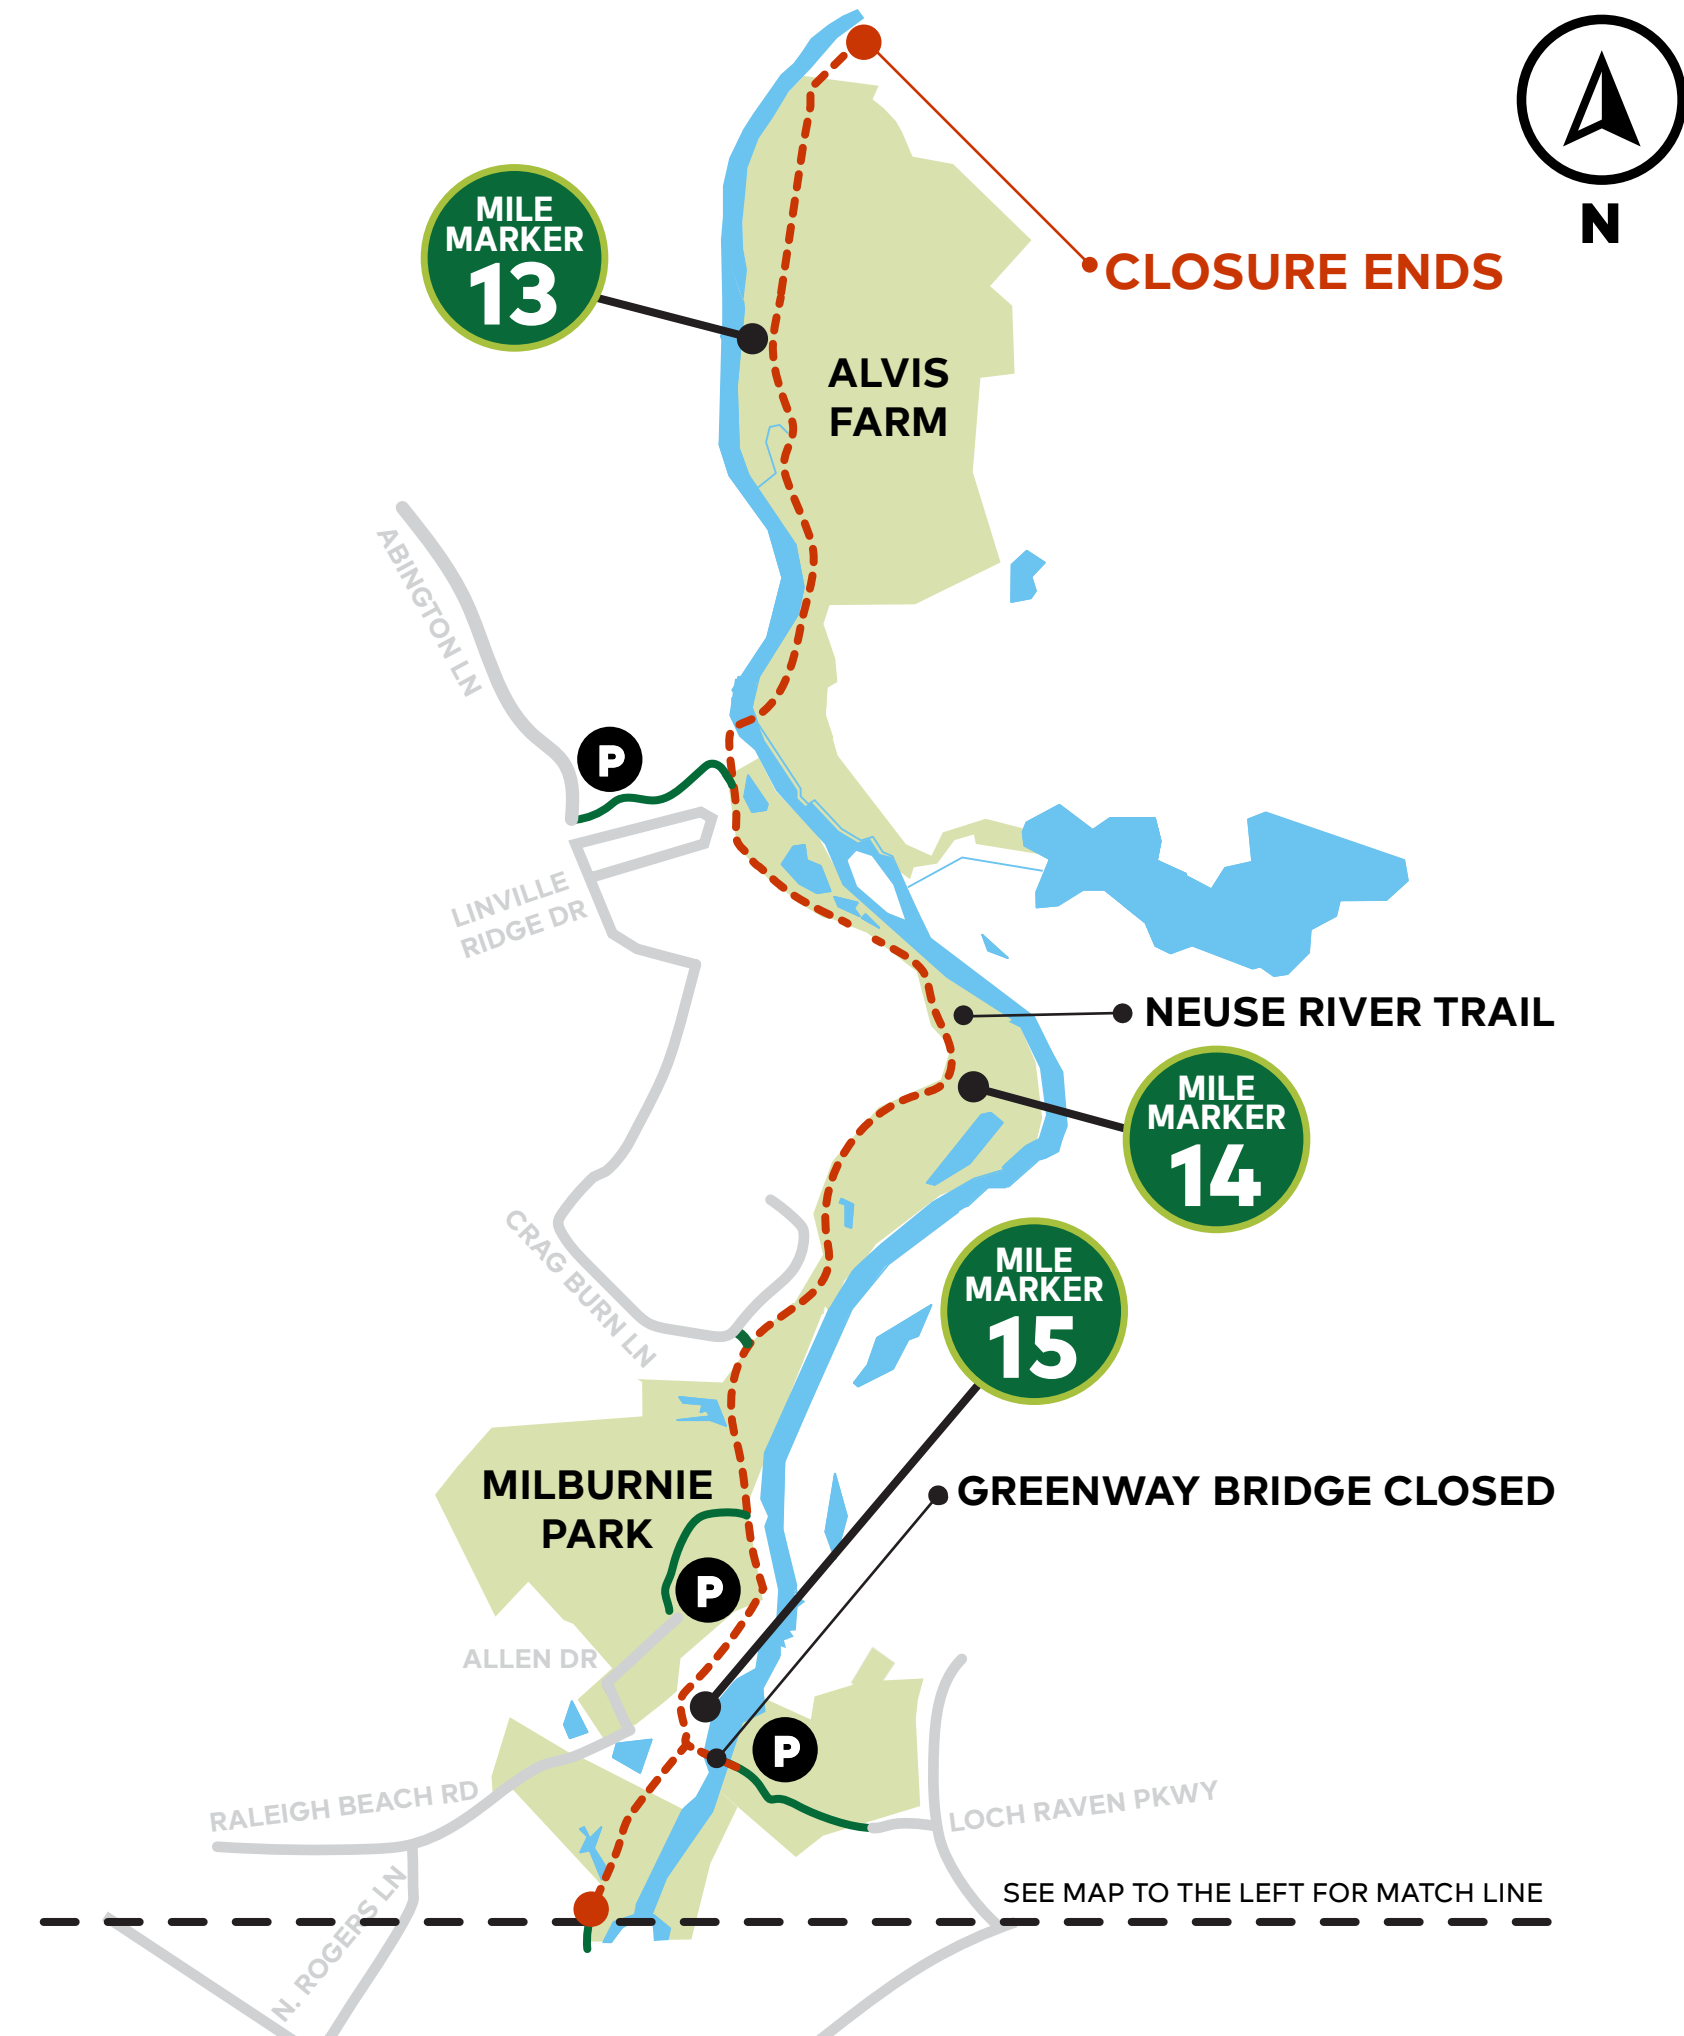 N
MILE
MARKER
13
CLOSURE ENDS
ALVIS
FARM
ABINGTON LN
P
LINVILLE
RIDGE DR
NEUSE RIVER TRAIL
MILE
MARKER
14
CRAG BURN LN
MILE
MARKER
15
MILBURNIE
PARK
GREENWAY BRIDGE CLOSED
P
ALLEN DR
P
RALEIGH BEACH RD
LOCH RAVEN PKWY
SEE MAP TO THE LEFT FOR MATCH LINE
N. ROGERS LN